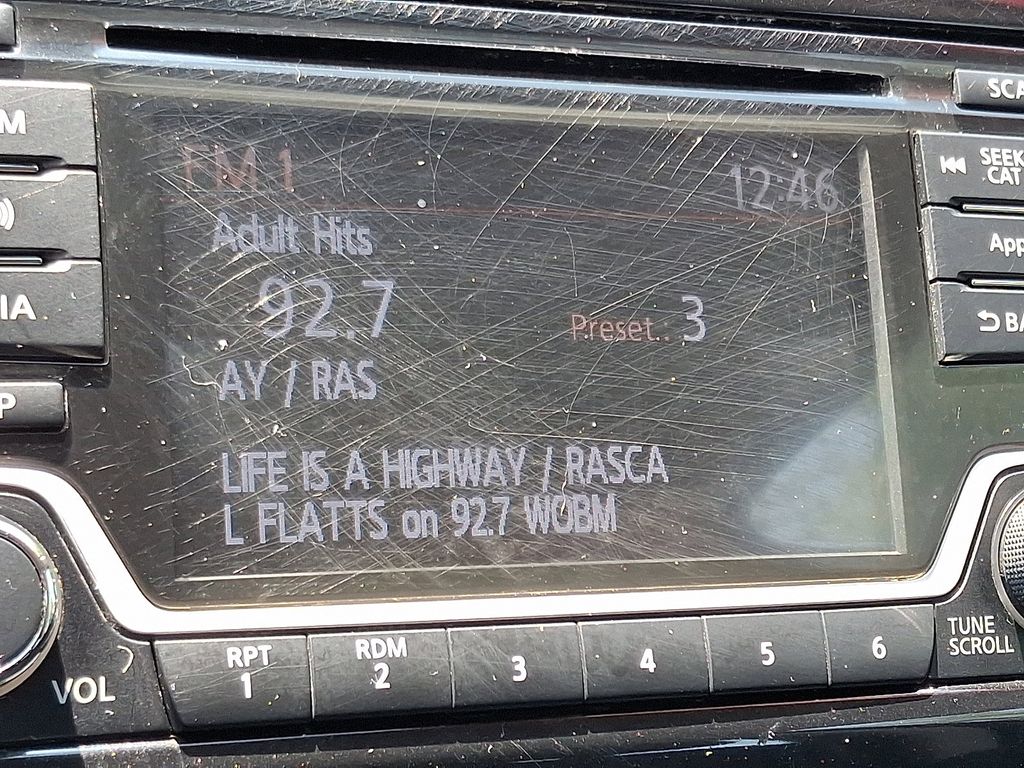 SCA
M
FM 1
12:46
SEEK
CAT
Adult Hits
App
92.7
Preset..3
IA
BA
AY / RAS
P
LIFE IS A HIGHWAY / RASCA
L FLATTS on 92.7 WOBM
VOL
RPT
1
RDM
2
3
4
5
6
TUNE
SCROLL